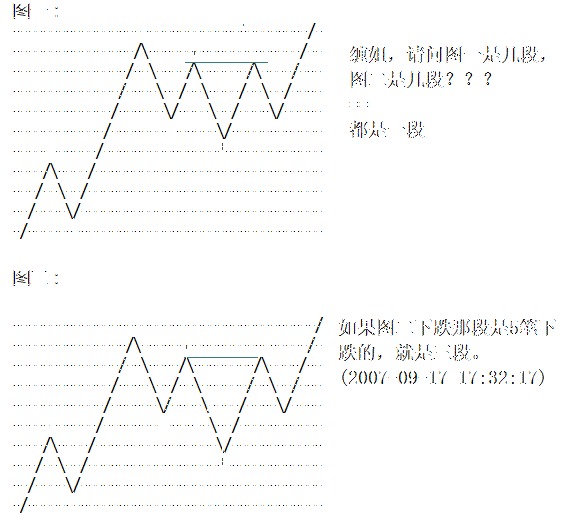 图一：
缠姐，请问图一是几段，
图二是几段？？？
:::
都是一段
图二：
如果图二下跌那段是5笔下
跌的，就是三段。
(2007-09-17 17:32:17)